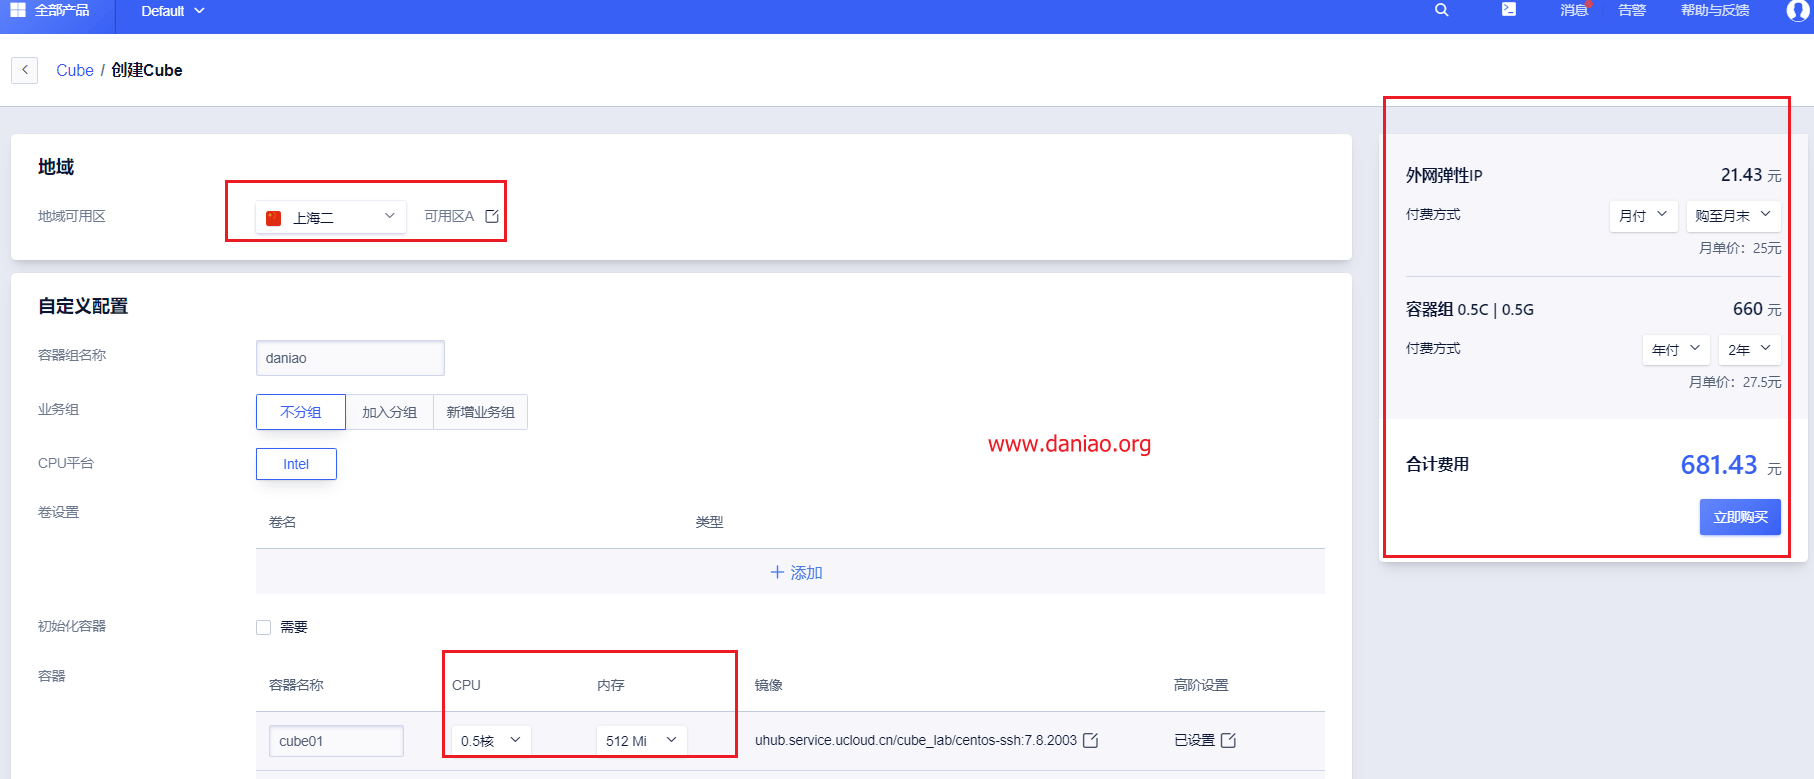 全部产品 Default 消息 告警 帮助与反馈
Cube / 创建Cube
地域
地域可用区 上海二 可用区A
自定义配置
容器组名称 daniao
业务组 不分组 加入分组 新增业务组
CPU平台 Intel
卷设置 卷名 类型
添加
初始化容器 需要
容器 容器名称 CPU 内存 镜像 高阶设置
cube01 0.5核 512 Mi uhub.service.ucloud.cn/cube_lab/centos-ssh:7.8.2003 已设置
www.daniao.org
外网弹性IP 21.43 元
付费方式 月付 购至月末
月单价：25元
容器组 0.5C | 0.5G 660 元
付费方式 年付 2年
月单价：27.5元
合计费用 681.43 元
立即购买